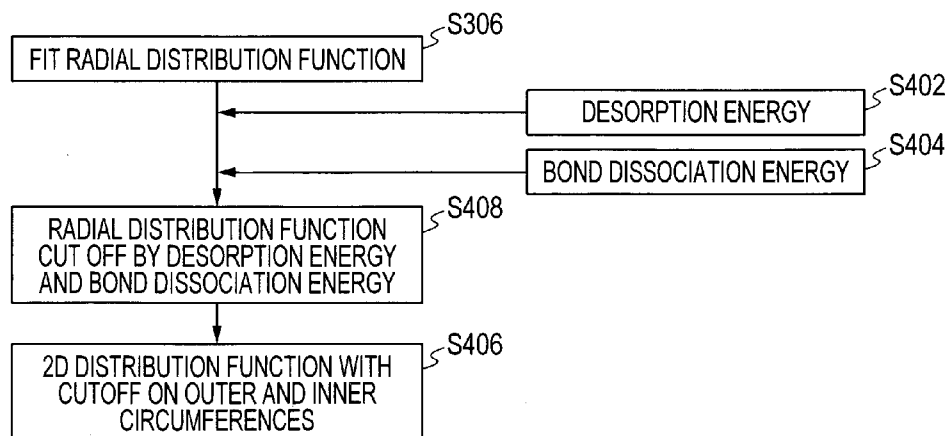 S306
FIT RADIAL DISTRIBUTION FUNCTION
S402
DESORPTION ENERGY
S404
BOND DISSOCIATION ENERGY
S408
RADIAL DISTRIBUTION FUNCTION
CUT OFF BY DESORPTION ENERGY
AND BOND DISSOCIATION ENERGY
S406
2D DISTRIBUTION FUNCTION WITH
CUTOFF ON OUTER AND INNER
CIRCUMFERENCES